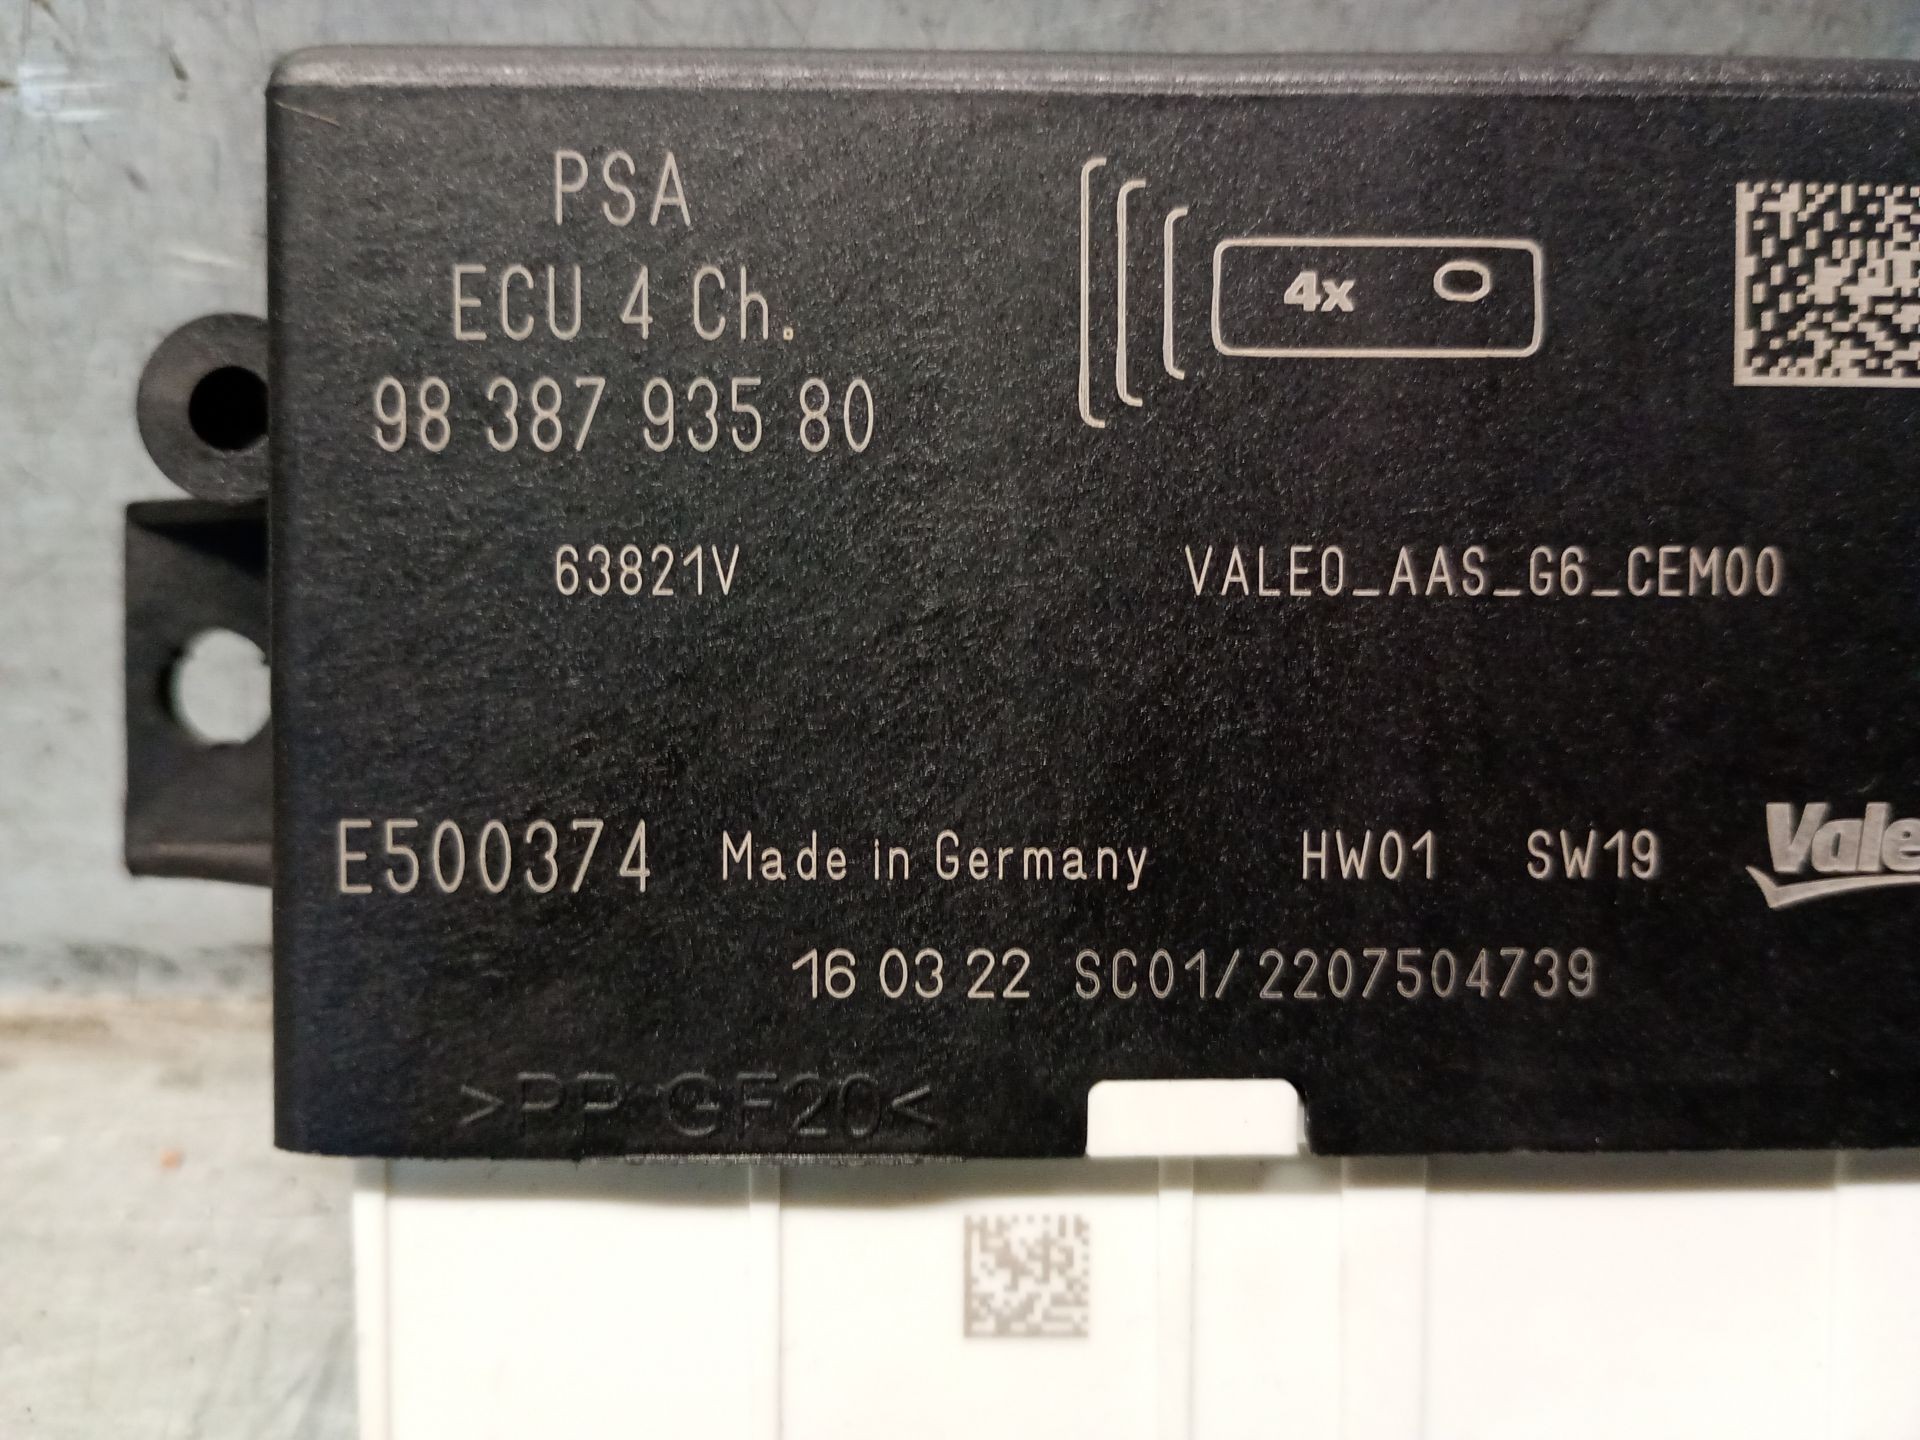 PSA
ECU 4 Ch.
98 387 935 80
4x
63821V
VALEO_AAS_G6_CEM00
E500374 Made in Germany HW01 SW19
Vale
16 03 22 SC01/2207504739
>PP GF20<